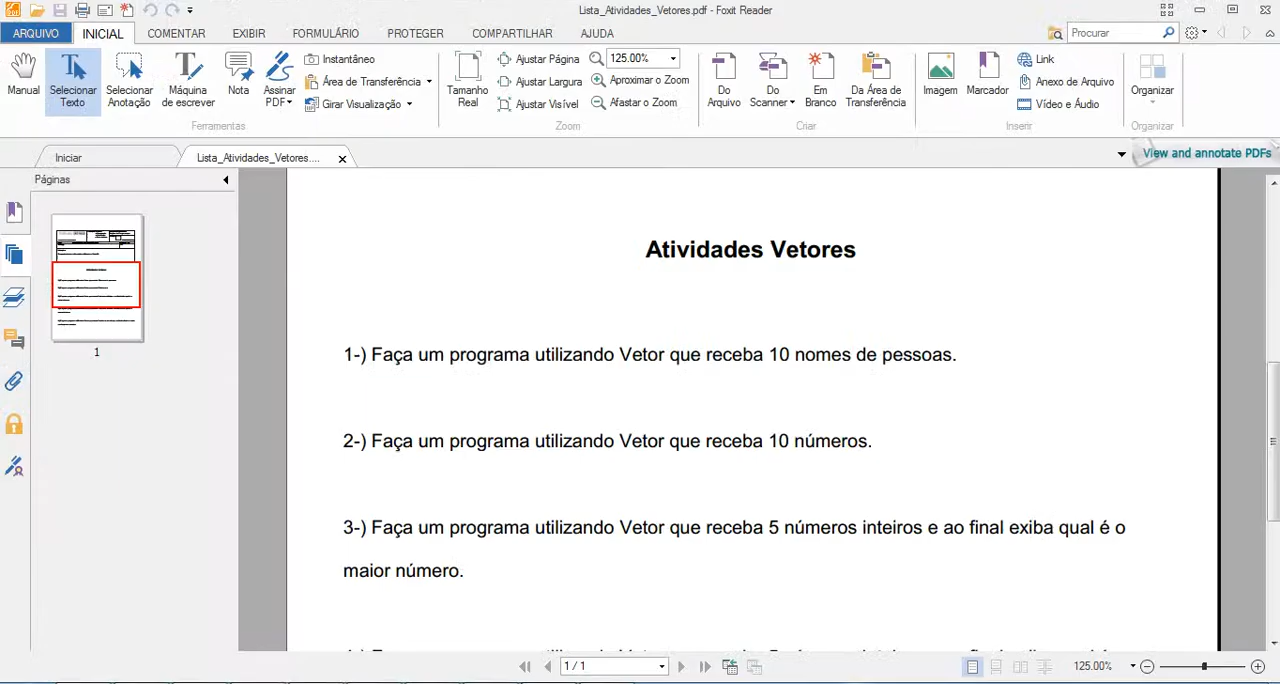 Lista_Atividades_Vetores.pdf - Foxit Reader
ARQUIVO INICIAL COMENTAR EXIBIR FORMULÁRIO PROTEGER COMPARTILHAR AJUDA Procurar
Manual
Selecionar Texto
Selecionar Anotação
Máquina de escrever
Nota
Assinar PDF
Instantâneo
Área de Transferência
Girar Visualização
Ferramentas
Tamanho Real
Ajustar Página
Ajustar Largura
Ajustar Visível
125.00%
Aproximar o Zoom
Afastar o Zoom
Zoom
Do Arquivo
Do Scanner
Em Branco
Da Área de Transferência
Criar
Imagem
Marcador
Link
Anexo de Arquivo
Vídeo e Áudio
Inserir
Organizar
Organizar
Iniciar
Lista_Atividades_Vetores....
View and annotate PDFs
Páginas
1
Atividades Vetores
1-) Faça um programa utilizando Vetor que receba 10 nomes de pessoas.
2-) Faça um programa utilizando Vetor que receba 10 números.
3-) Faça um programa utilizando Vetor que receba 5 números inteiros e ao final exiba qual é o
maior número.
1 / 1
125.00%